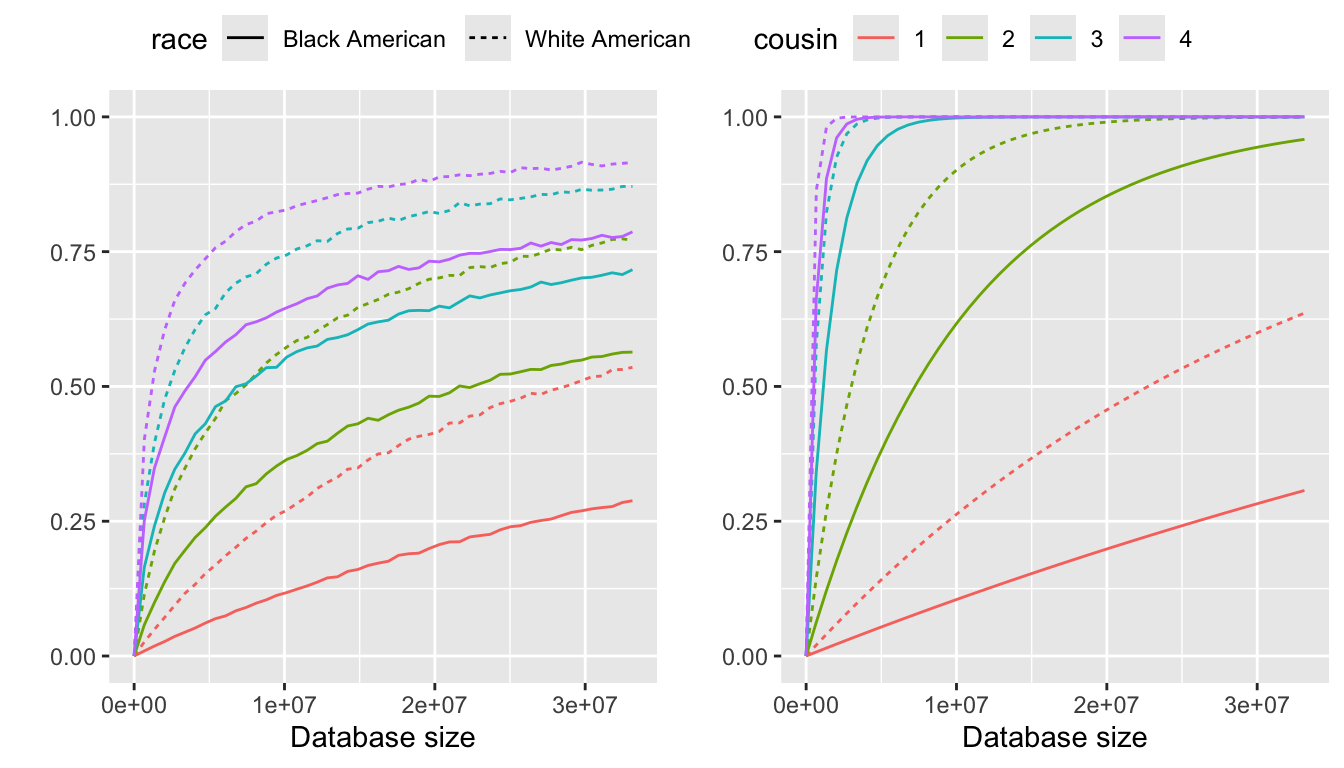 race Black American White American cousin 1 2 3 4
1.00 1.00
0.75 0.75
0.50 0.50
0.25 0.25
0.00 0.00
0e+00 1e+07 2e+07 3e+07 0e+00 1e+07 2e+07 3e+07
Database size Database size